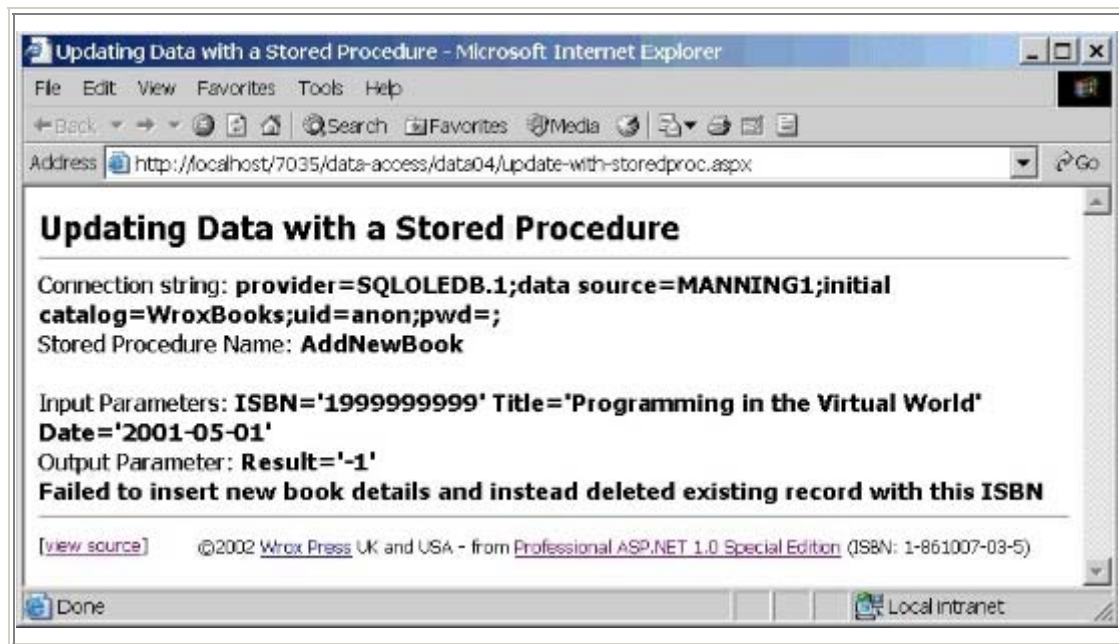 Updating Data with a Stored Procedure - Microsoft Internet Explorer
File Edit View Favorites Tools Help
Back Search Favorites Media
Address http://localhost/7035/data-access/data04/update-with-storedproc.aspx Go
Updating Data with a Stored Procedure
Connection string: provider=SQLOLEDB.1;data source=MANNING1;initial
catalog=WroxBooks;uid=anon;pwd=;
Stored Procedure Name: AddNewBook
Input Parameters: ISBN='1999999999' Title='Programming in the Virtual World'
Date='2001-05-01'
Output Parameter: Result='-1'
Failed to insert new book details and instead deleted existing record with this ISBN
[view source] ©2002 Wrox Press UK and USA - from Professional ASP.NET 1.0 Special Edition (ISBN: 1-861007-03-5)
Done Local intranet